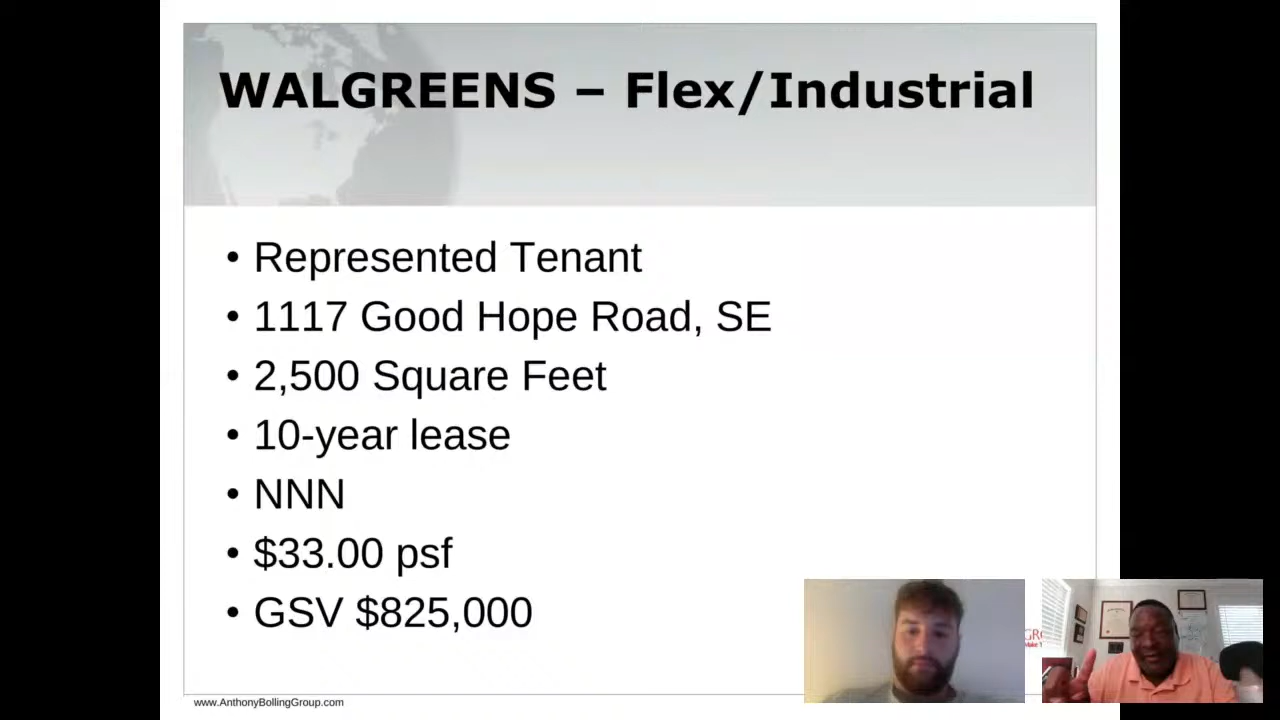 WALGREENS – Flex/Industrial
• Represented Tenant
• 1117 Good Hope Road, SE
• 2,500 Square Feet
• 10-year lease
• NNN
• $33.00 psf
• GSV $825,000
www.AnthonyBollingGroup.com